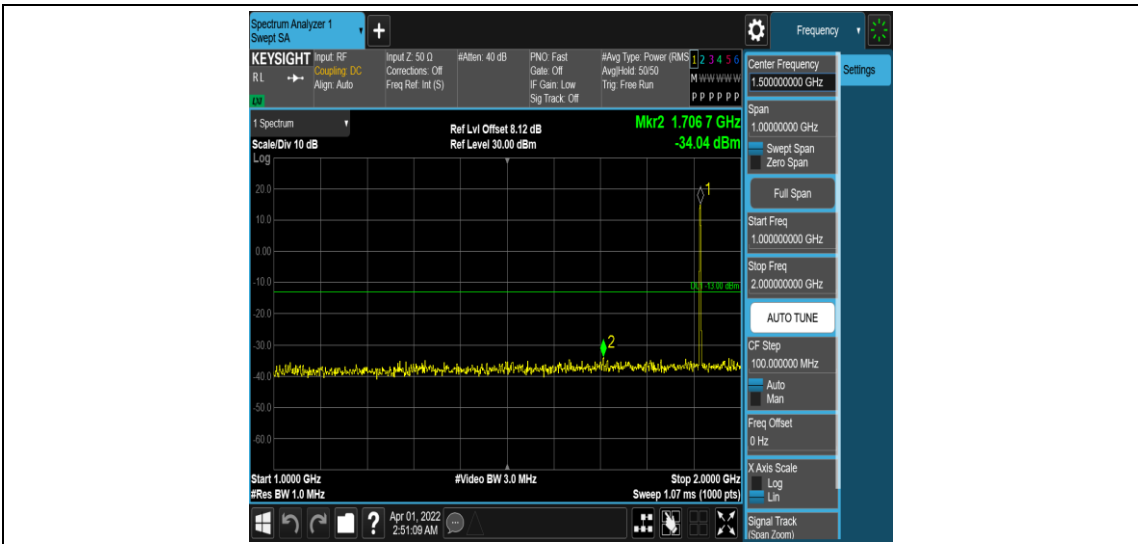 Spectrum Analyzer 1
Swept SA
+
Frequency
KEYSIGHT
RL
Input: RF
Coupling: DC
Align: Auto
Input Z: 50 Ω
Corrections: Off
Freq Ref: Int (S)
#Atten: 40 dB
PNO: Fast
Gate: Off
IF Gain: Low
Sig Track: Off
#Avg Type: Power (RMS
Avg|Hold: 50/50
Trig: Free Run
1 2 3 4 5 6
M W W W W W
P P P P P P
1 Spectrum
Scale/Div 10 dB
Ref Lvl Offset 8.12 dB
Ref Level 30.00 dBm
Mkr2 1.706 7 GHz
-34.04 dBm
Log
20.0
10.0
0.00
-10.0
-20.0
-30.0
-40.0
-50.0
-60.0
1
DL1 -13.00 dBm
2
Start 1.0000 GHz
#Res BW 1.0 MHz
#Video BW 3.0 MHz
Stop 2.0000 GHz
Sweep 1.07 ms (1000 pts)
?
Apr 01, 2022
2:51:09 AM
Center Frequency
1.500000000 GHz
Settings
Span
1.00000000 GHz
Swept Span
Zero Span
Full Span
Start Freq
1.000000000 GHz
Stop Freq
2.000000000 GHz
AUTO TUNE
CF Step
100.000000 MHz
Auto
Man
Freq Offset
0 Hz
X Axis Scale
Log
Lin
Signal Track
(Span Zoom)